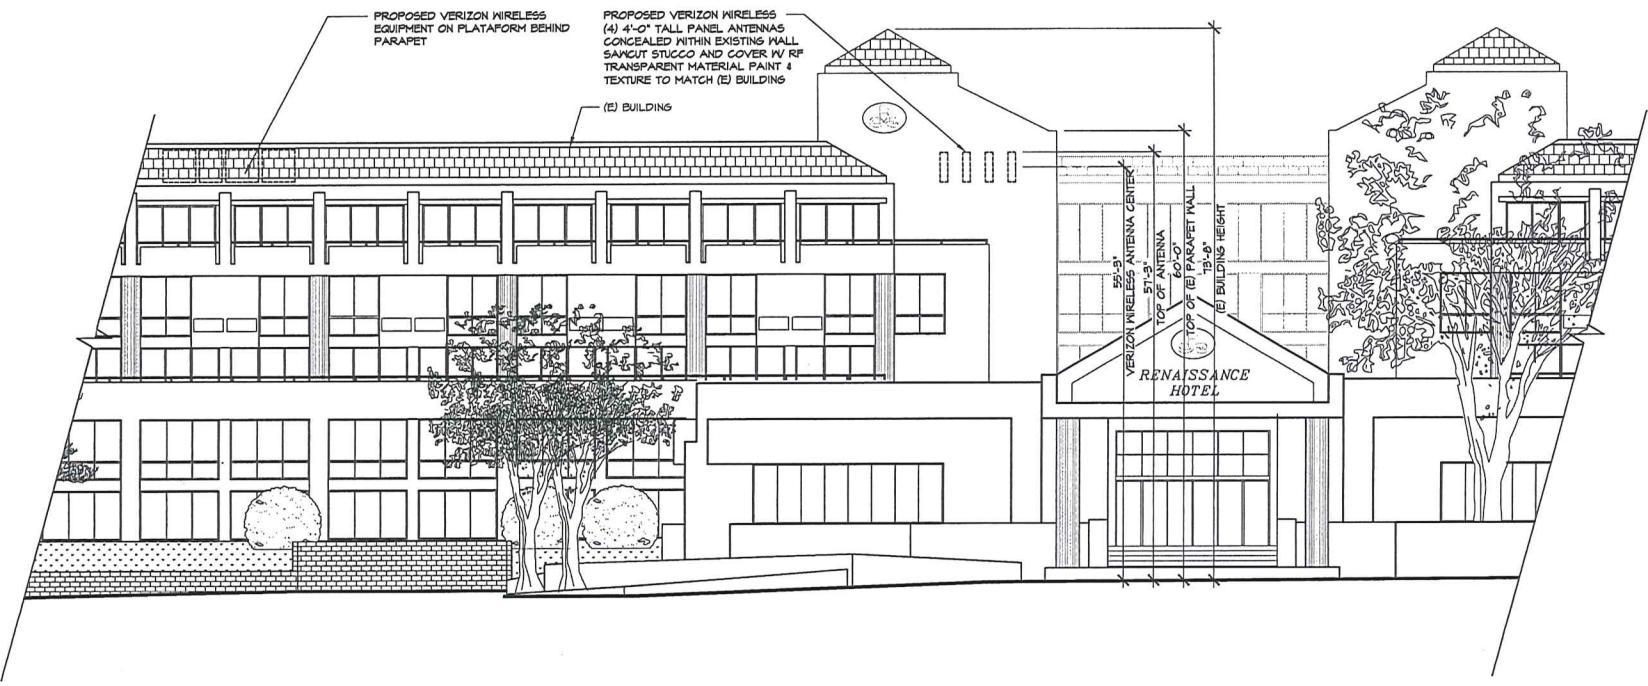 PROPOSED VERIZON WIRELESS
EQUIPMENT ON PLATAFORM BEHIND
PARAPET
PROPOSED VERIZON WIRELESS
(4) 4'-0" TALL PANEL ANTENNAS
CONCEALED WITHIN EXISTING WALL
SAWCUT STUCCO AND COVER W/ RF
TRANSPARENT MATERIAL PAINT &
TEXTURE TO MATCH (E) BUILDING
(E) BUILDING
55'-3"
VERIZON WIRELESS ANTENNA CENTER
57'-3"
TOP OF ANTENNA
60'-0"
TOP OF (E) PARAPET WALL
73'-8"
(E) BUILDING HEIGHT
RENAISSANCE
HOTEL